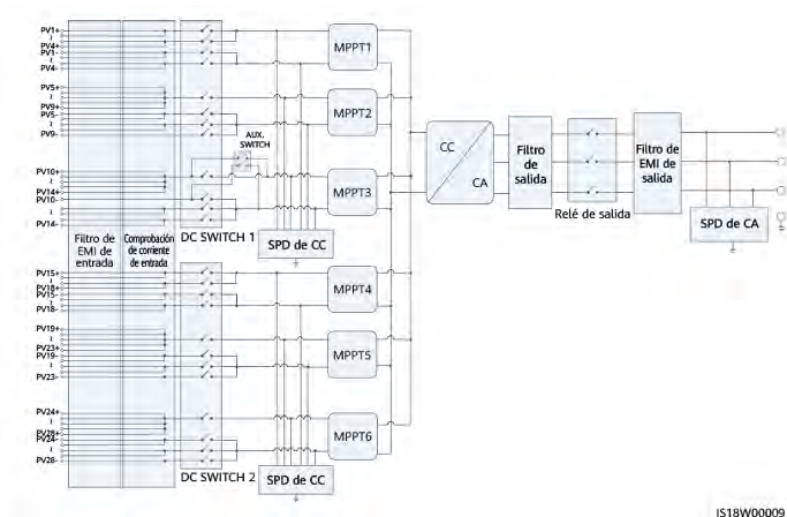 PV1+
PV4+
PV1-
PV4-
PV5+
PV9+
PV5-
PV9-
PV10+
PV14+
PV10-
PV14-
Filtro de
EMI de
entrada
Comprobación
de corriente
de entrada
DC SWITCH 1
AUX.
SWITCH
SPD de CC
MPPT1
MPPT2
MPPT3
PV15+
PV18+
PV15-
PV18-
PV19+
PV23+
PV19-
PV23-
PV24+
PV28+
PV24-
PV28-
DC SWITCH 2
SPD de CC
MPPT4
MPPT5
MPPT6
CC
CA
Filtro
de
salida
Relé de salida
Filtro de
EMI de
salida
SPD de CA
IS18W00009